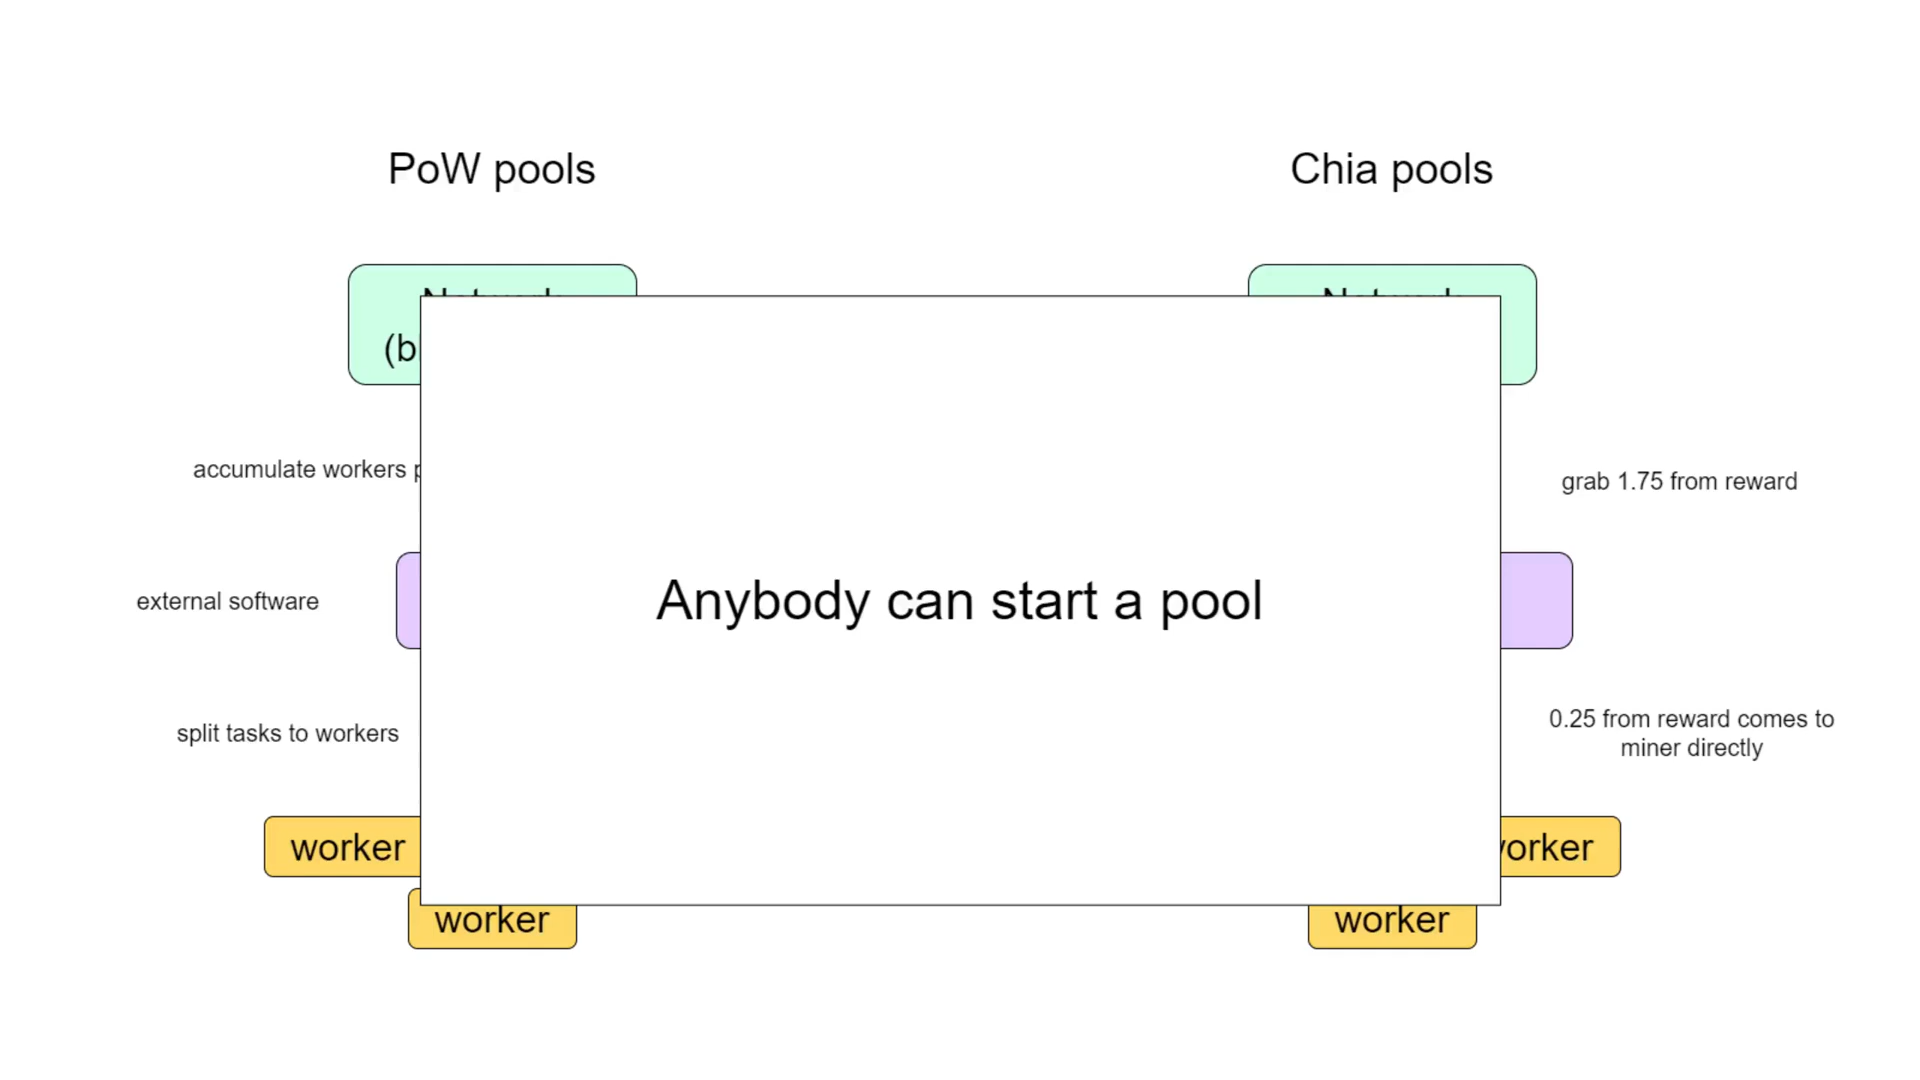 PoW pools
Chia pools
accumulate workers
grab 1.75 from reward
external software
Anybody can start a pool
split tasks to workers
0.25 from reward comes to
miner directly
worker
worker
worker